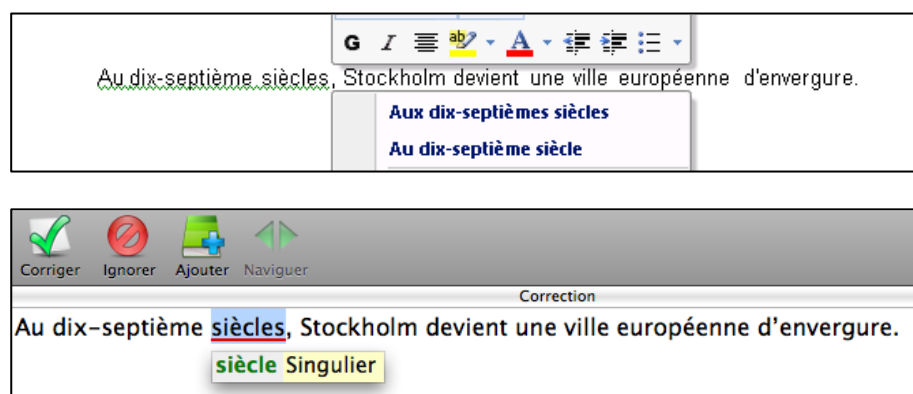 G I ab A
Au dix-septième siècles, Stockholm devient une ville européenne d'envergure.
Aux dix-septièmes siècles
Au dix-septième siècle
Corriger Ignorer Ajouter Naviguer
Correction
Au dix-septième siècles, Stockholm devient une ville européenne d’envergure.
siècle Singulier